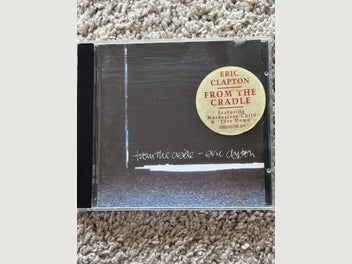 ERIC
CLAPTON
FROM THE
CRADLE
Featuring
Motherless Child
& 'Tore Down'
from the cradle – eric clapton